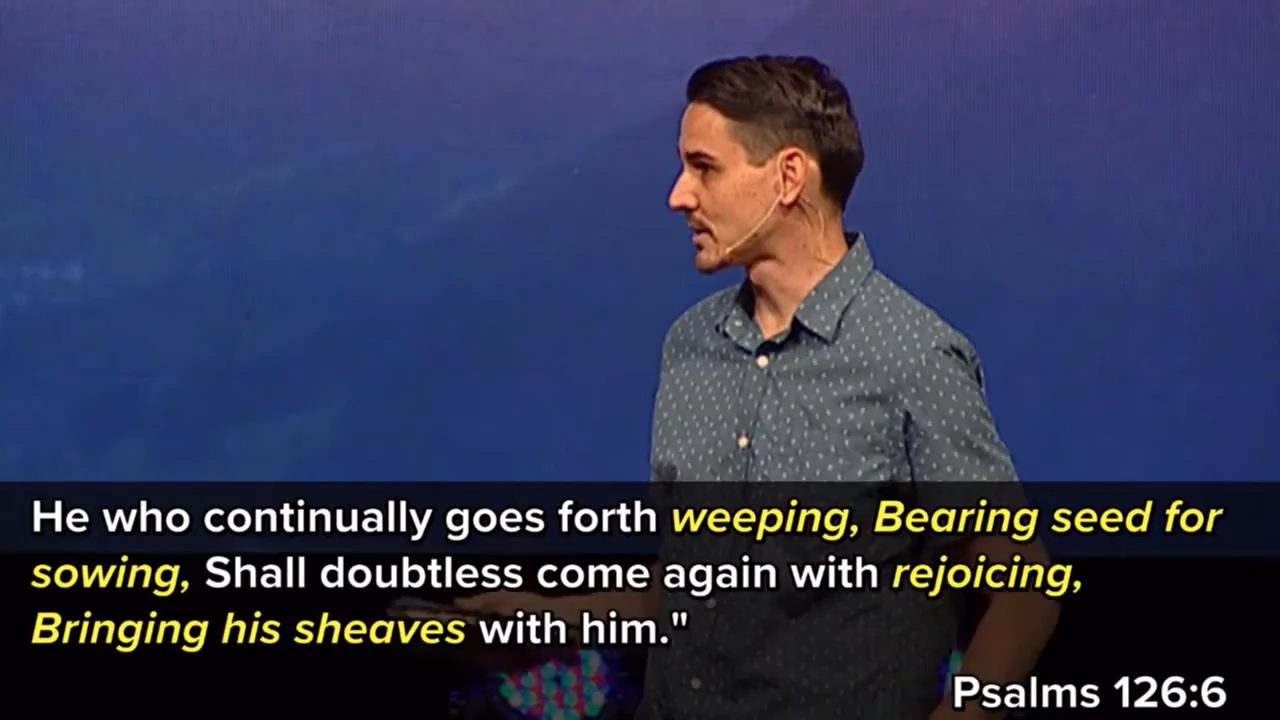 He who continually goes forth weeping, Bearing seed for
sowing, Shall doubtless come again with rejoicing,
Bringing his sheaves with him."
Psalms 126:6